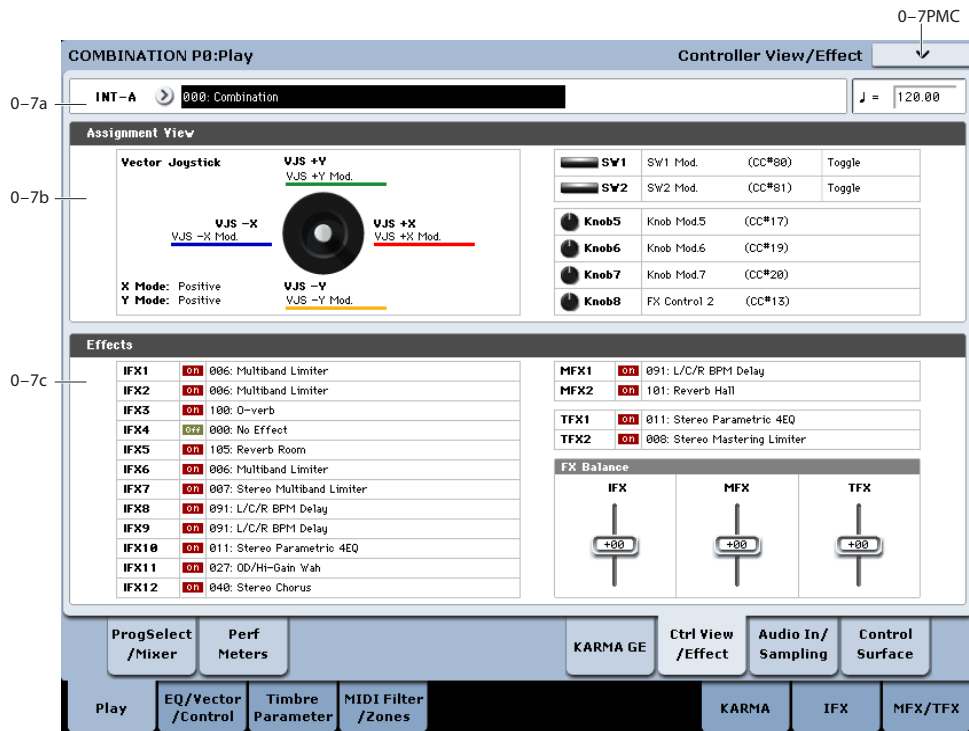 0–7PMC
COMBINATION P0:Play
Controller View/Effect
0–7a
INT-A
000: Combination
♩ = 120.00
Assignment View
0–7b
Vector Joystick
VJS +Y
VJS +Y Mod.
VJS -X
VJS -X Mod.
VJS +X
VJS +X Mod.
X Mode: Positive
Y Mode: Positive
VJS -Y
VJS -Y Mod.
SW1 SW1 Mod. (CC#80) Toggle
SW2 SW2 Mod. (CC#81) Toggle
Knob5 Knob Mod.5 (CC#17)
Knob6 Knob Mod.6 (CC#19)
Knob7 Knob Mod.7 (CC#20)
Knob8 FX Control 2 (CC#13)
Effects
0–7c
IFX1 On 006: Multiband Limiter
IFX2 On 006: Multiband Limiter
IFX3 On 100: O-verb
IFX4 Off 000: No Effect
IFX5 On 105: Reverb Room
IFX6 On 006: Multiband Limiter
IFX7 On 007: Stereo Multiband Limiter
IFX8 On 091: L/C/R BPM Delay
IFX9 On 091: L/C/R BPM Delay
IFX10 On 011: Stereo Parametric 4EQ
IFX11 On 027: OD/Hi-Gain Wah
IFX12 On 040: Stereo Chorus
MFX1 On 091: L/C/R BPM Delay
MFX2 On 101: Reverb Hall
TFX1 On 011: Stereo Parametric 4EQ
TFX2 On 008: Stereo Mastering Limiter
FX Balance
IFX MFX TFX
+00 +00 +00
ProgSelect
/Mixer
Perf
Meters
KARMA GE
Ctrl View
/Effect
Audio In/
Sampling
Control
Surface
Play
EQ/Vector
/Control
Timbre
Parameter
MIDI Filter
/Zones
KARMA
IFX
MFX/TFX